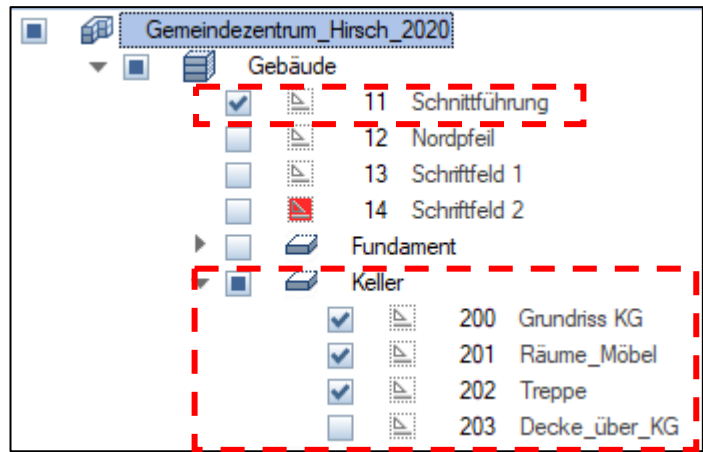 Gemeindezentrum_Hirsch_2020
Gebäude
11 Schnittführung
12 Nordpfeil
13 Schriftfeld 1
14 Schriftfeld 2
Fundament
Keller
200 Grundriss KG
201 Räume_Möbel
202 Treppe
203 Decke_über_KG